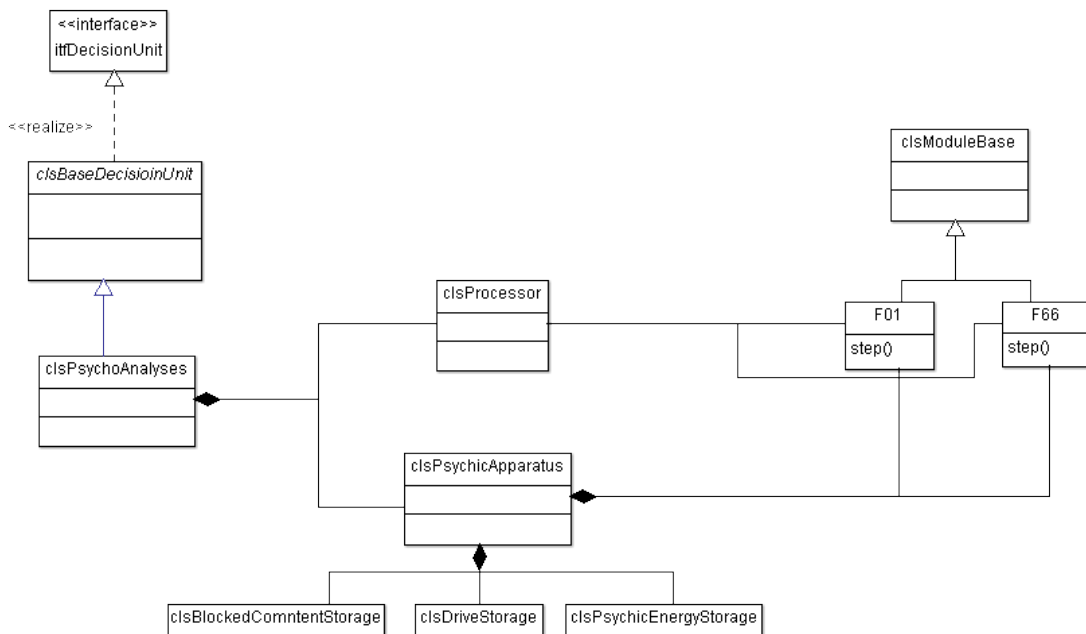 <<interface>>
itfDecisionUnit
<<realize>>
clsBaseDecisioinUnit
clsModuleBase
clsProcessor
F01
step()
F66
step()
clsPsychoAnalyses
clsPsychicApparatus
clsBlockedComntentStorage
clsDriveStorage
clsPsychicEnergyStorage